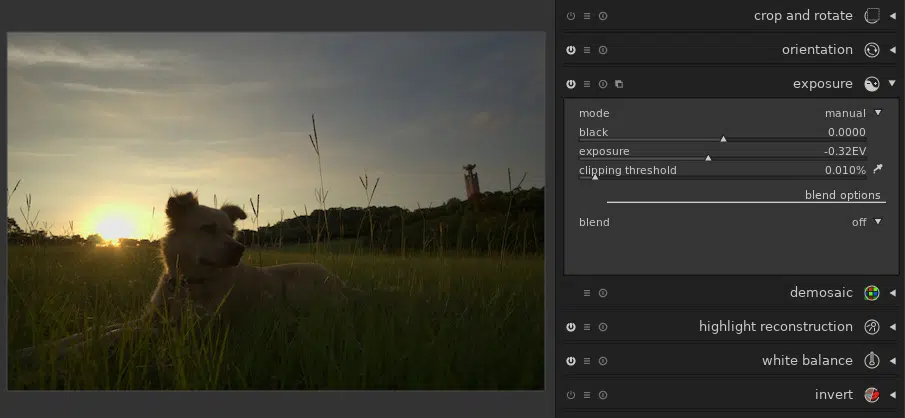 crop and rotate
orientation
exposure
mode manual
black 0.0000
exposure -0.32EV
clipping threshold 0.010%
blend options
blend off
demosaic
highlight reconstruction
white balance
invert